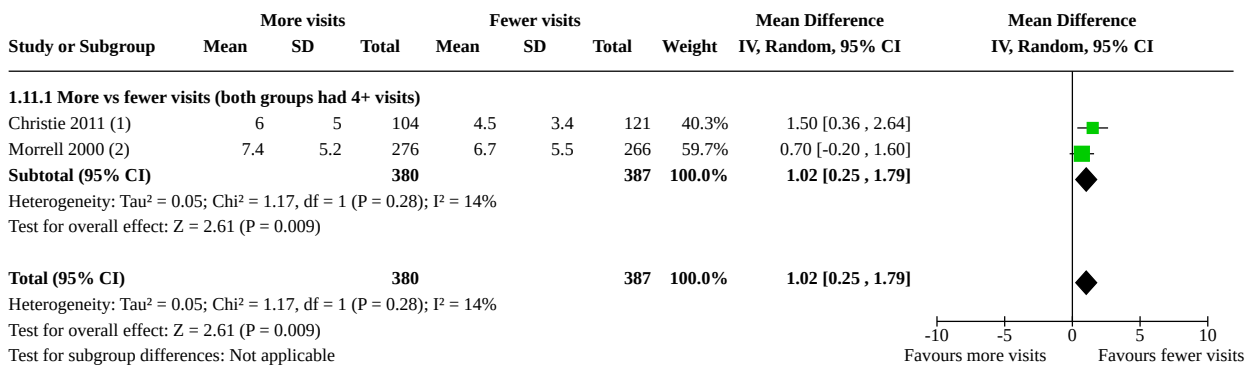 More visits Fewer visits Mean Difference Mean Difference
Study or Subgroup Mean SD Total Mean SD Total Weight IV, Random, 95% CI IV, Random, 95% CI
1.11.1 More vs fewer visits (both groups had 4+ visits)
Christie 2011 (1) 6 5 104 4.5 3.4 121 40.3% 1.50 [0.36 , 2.64]
Morrell 2000 (2) 7.4 5.2 276 6.7 5.5 266 59.7% 0.70 [-0.20 , 1.60]
Subtotal (95% CI) 380 387 100.0% 1.02 [0.25 , 1.79]
Heterogeneity: Tau² = 0.05; Chi² = 1.17, df = 1 (P = 0.28); I² = 14%
Test for overall effect: Z = 2.61 (P = 0.009)
Total (95% CI) 380 387 100.0% 1.02 [0.25 , 1.79]
Heterogeneity: Tau² = 0.05; Chi² = 1.17, df = 1 (P = 0.28); I² = 14%
Test for overall effect: Z = 2.61 (P = 0.009) -10 -5 0 5 10
Test for subgroup differences: Not applicable Favours more visits Favours fewer visits